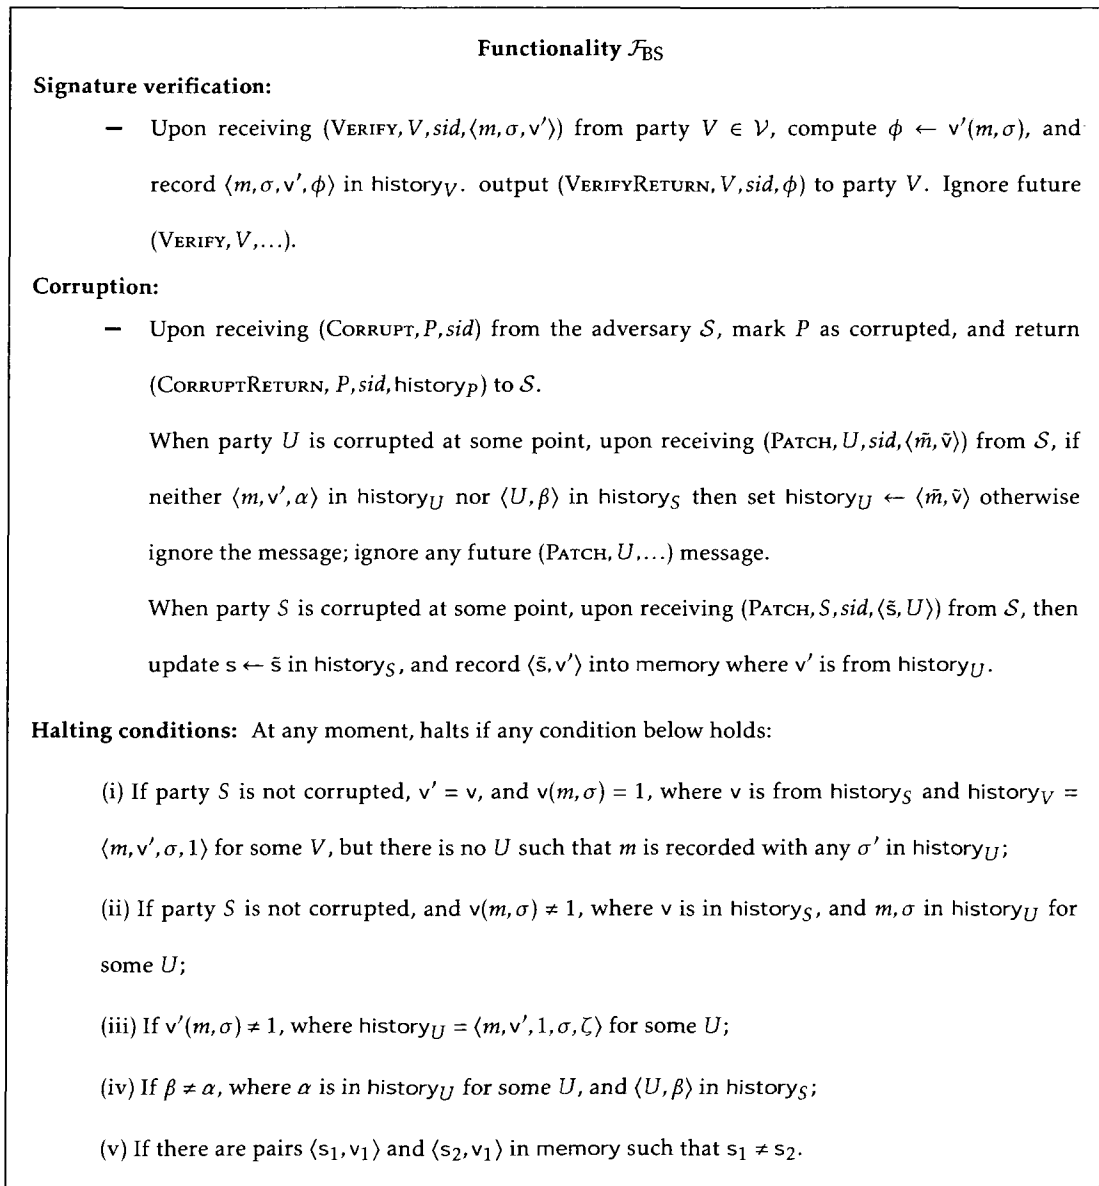 Functionality ℱBS
Signature verification:
— Upon receiving (Verify, V, sid, ⟨m, σ, v′⟩) from party V ∈ 𝒱, compute ϕ ← v′(m, σ), and
record ⟨m, σ, v′, ϕ⟩ in historyV. output (VerifyReturn, V, sid, ϕ) to party V. Ignore future
(Verify, V, …).
Corruption:
— Upon receiving (Corrupt, P, sid) from the adversary 𝒮, mark P as corrupted, and return
(CorruptReturn, P, sid, historyP) to 𝒮.
When party U is corrupted at some point, upon receiving (Patch, U, sid, ⟨m̃, ṽ⟩) from 𝒮, if
neither ⟨m, v′, α⟩ in historyU nor ⟨U, β⟩ in historyS then set historyU ← ⟨m̃, ṽ⟩ otherwise
ignore the message; ignore any future (Patch, U, …) message.
When party S is corrupted at some point, upon receiving (Patch, S, sid, ⟨s̃, U⟩) from 𝒮, then
update s ← s̃ in historyS, and record ⟨s̃, v′⟩ into memory where v′ is from historyU.
Halting conditions: At any moment, halts if any condition below holds:
(i) If party S is not corrupted, v′ = v, and v(m, σ) = 1, where v is from historyS and historyV =
⟨m, v′, σ, 1⟩ for some V, but there is no U such that m is recorded with any σ′ in historyU;
(ii) If party S is not corrupted, and v(m, σ) ≠ 1, where v is in historyS, and m, σ in historyU for
some U;
(iii) If v′(m, σ) ≠ 1, where historyU = ⟨m, v′, 1, σ, ζ⟩ for some U;
(iv) If β ≠ α, where α is in historyU for some U, and ⟨U, β⟩ in historyS;
(v) If there are pairs ⟨s1, v1⟩ and ⟨s2, v1⟩ in memory such that s1 ≠ s2.